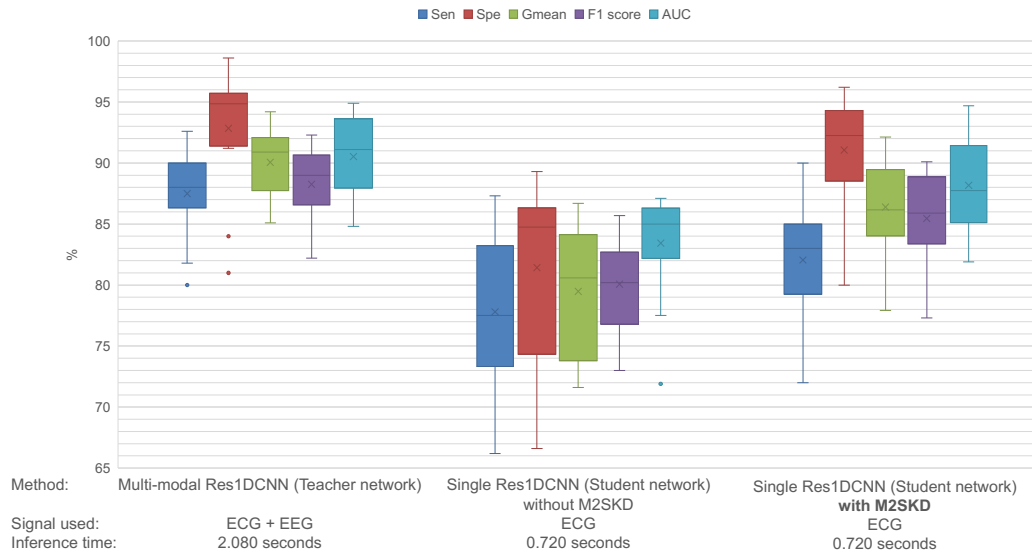 Sen Spe Gmean F1 score AUC
100
95
90
85
80
75
70
65
%
Method: Multi-modal Res1DCNN (Teacher network) Single Res1DCNN (Student network) Single Res1DCNN (Student network)
without M2SKD with M2SKD
Signal used: ECG + EEG ECG ECG
Inference time: 2.080 seconds 0.720 seconds 0.720 seconds